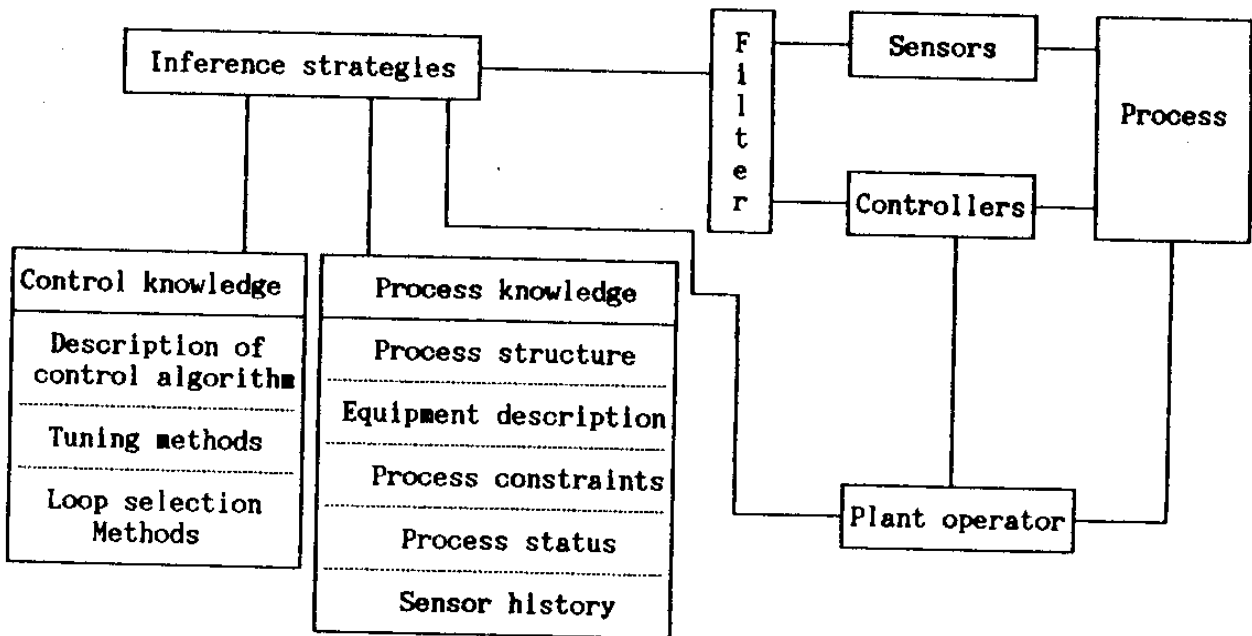 Inference strategies
Filter
Sensors
Process
Controllers
Control knowledge
Description of
control algorithm
Tuning methods
Loop selection
Methods
Process knowledge
Process structure
Equipment description
Process constraints
Process status
Sensor history
Plant operator